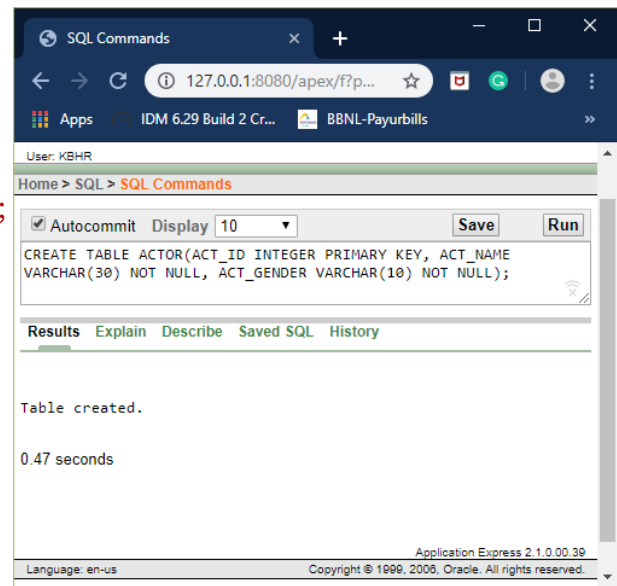 SQL Commands
127.0.0.1:8080/apex/f?p...
Apps IDM 6.29 Build 2 Cr... BBNL-Payurbills »
User: KBHR
Home > SQL > SQL Commands
;
Autocommit Display 10 Save Run
CREATE TABLE ACTOR(ACT_ID INTEGER PRIMARY KEY, ACT_NAME
VARCHAR(30) NOT NULL, ACT_GENDER VARCHAR(10) NOT NULL);
Results Explain Describe Saved SQL History
Table created.
0.47 seconds
Application Express 2.1.0.00.39
Language: en-us Copyright © 1999, 2006, Oracle. All rights reserved.